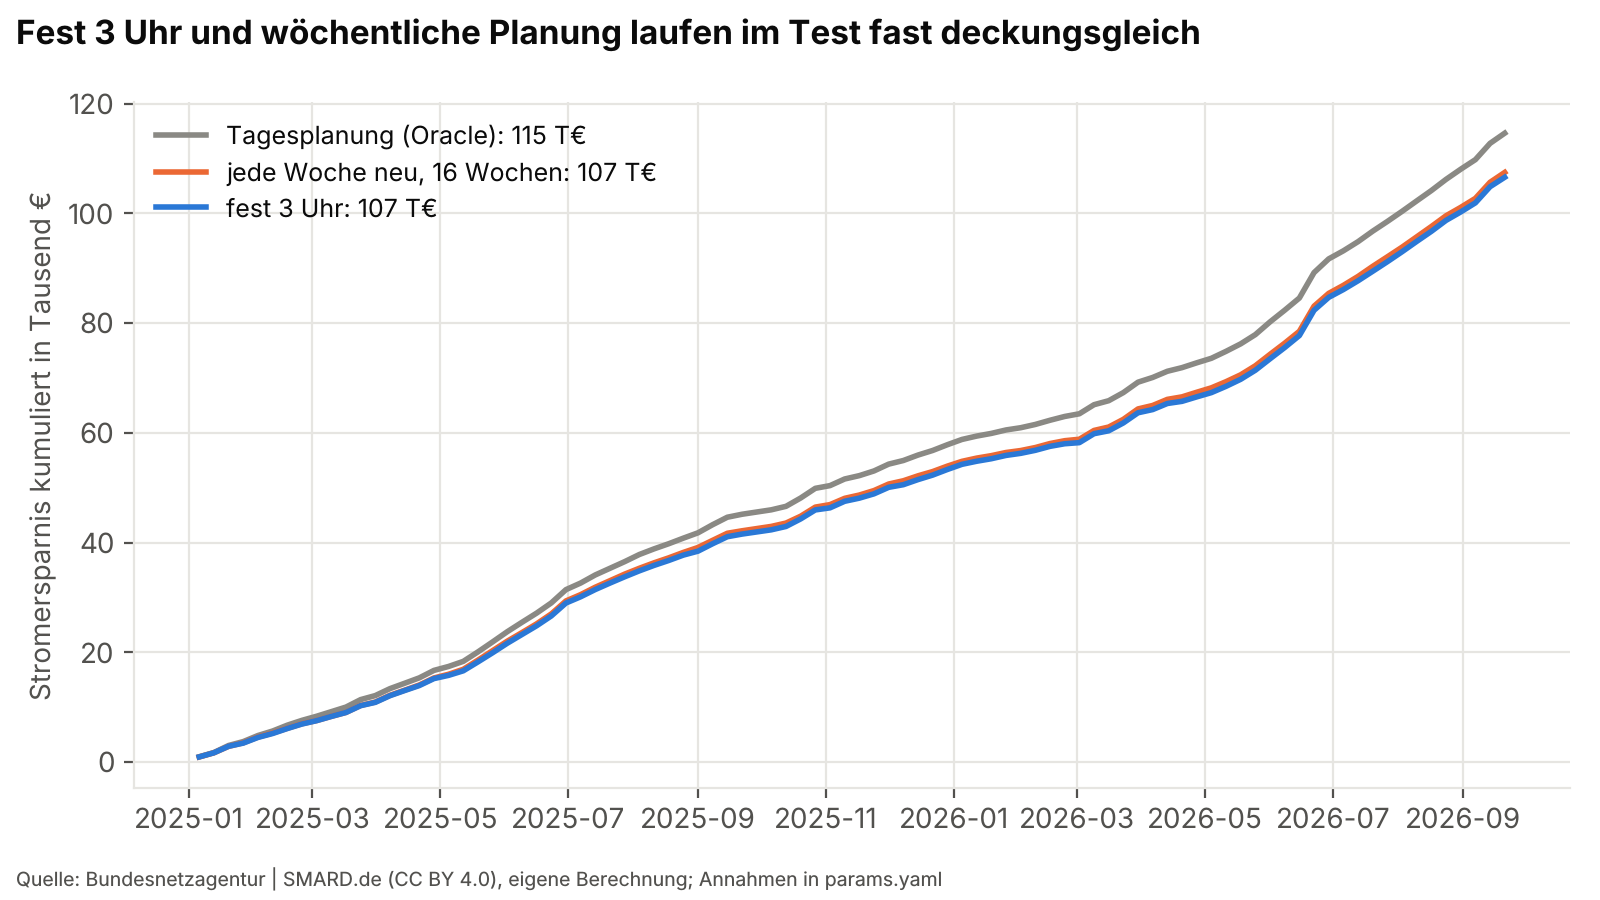 Fest 3 Uhr und wöchentliche Planung laufen im Test fast deckungsgleich
Stromersparnis kumuliert in Tausend €
120
100
80
60
40
20
0
Tagesplanung (Oracle): 115 T€
jede Woche neu, 16 Wochen: 107 T€
fest 3 Uhr: 107 T€
2025-01 2025-03 2025-05 2025-07 2025-09 2025-11 2026-01 2026-03 2026-05 2026-07 2026-09
Quelle: Bundesnetzagentur | SMARD.de (CC BY 4.0), eigene Berechnung; Annahmen in params.yaml